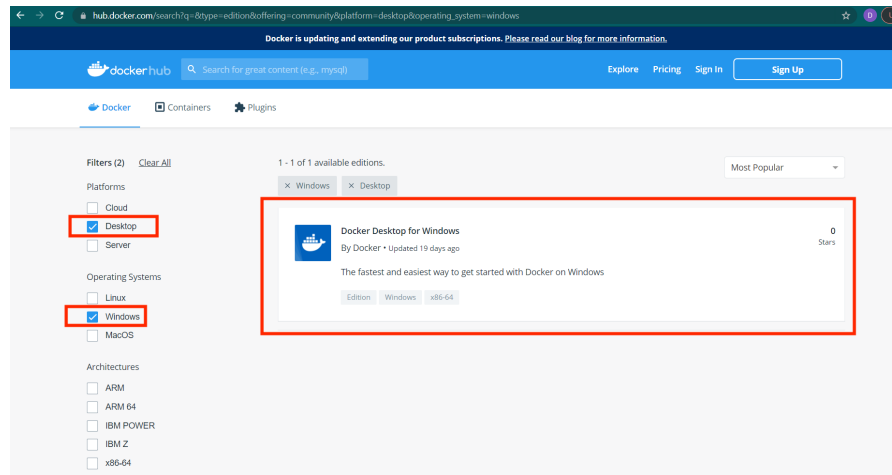 hub.docker.com/search?q=&type=edition&offering=community&platform=desktop&operating_system=windows
D
Docker is updating and extending our product subscriptions. Please read our blog for more information.
dockerhub
Search for great content (e.g., mysql)
Explore Pricing Sign In Sign Up
Docker Containers Plugins
Filters (2) Clear All
Platforms
Cloud
Desktop
Server
Operating Systems
Linux
Windows
MacOS
Architectures
ARM
ARM 64
IBM POWER
IBM Z
x86-64
1 - 1 of 1 available editions.
Most Popular
× Windows × Desktop
Docker Desktop for Windows
By Docker • Updated 19 days ago
The fastest and easiest way to get started with Docker on Windows
Edition Windows x86-64
0
Stars